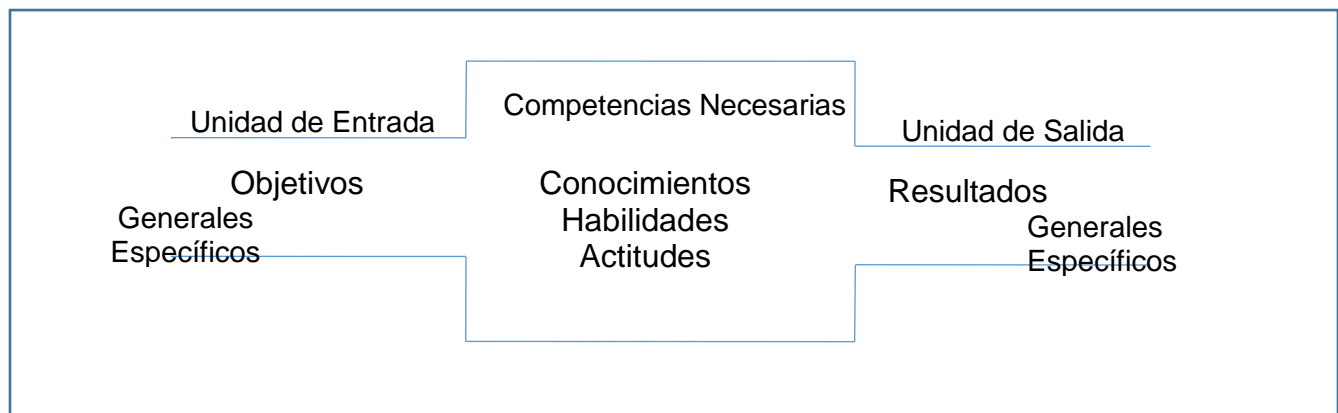 Unidad de Entrada
Objetivos
Generales
Específicos
Competencias Necesarias
Conocimientos
Habilidades
Actitudes
Unidad de Salida
Resultados
Generales
Específicos